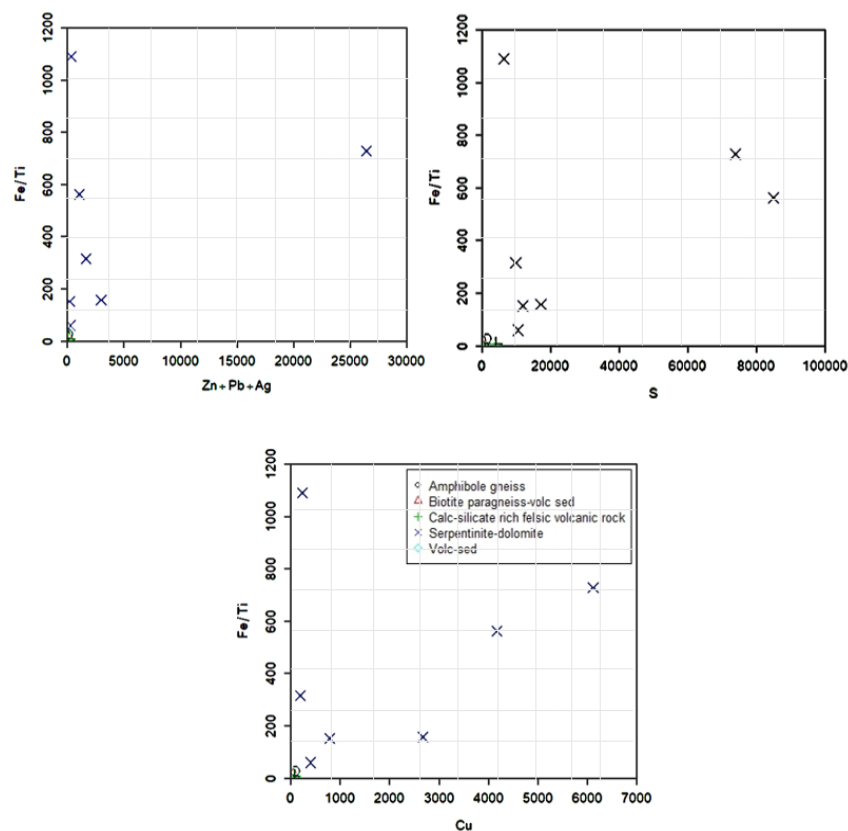 1200
1000
800
600
400
200
0
Fe/Ti
0 5000 10000 15000 20000 25000 30000
Zn+Pb+Ag
1200
1000
800
600
400
200
0
Fe/Ti
0 20000 40000 60000 80000 100000
S
1200
1000
800
600
400
200
0
Fe/Ti
Amphibole gneiss
Biotite paragneiss-volc sed
Calc-silicate rich felsic volcanic rock
Serpentinite-dolomite
Volc-sed
0 1000 2000 3000 4000 5000 6000 7000
Cu